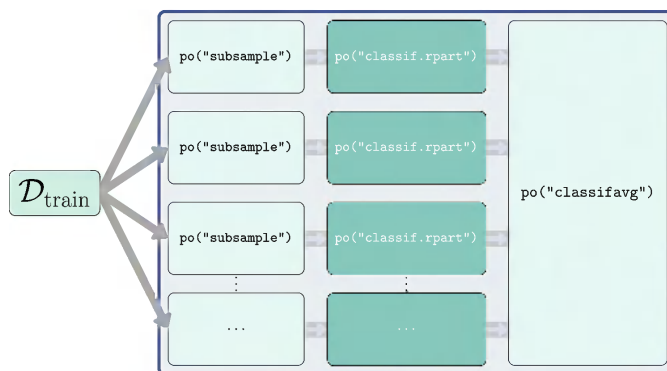 po("subsample") po("classif.rpart")
po("subsample") po("classif.rpart")
𝒟train po("classifavg")
po("subsample") po("classif.rpart")
⋮ ⋮
... ...